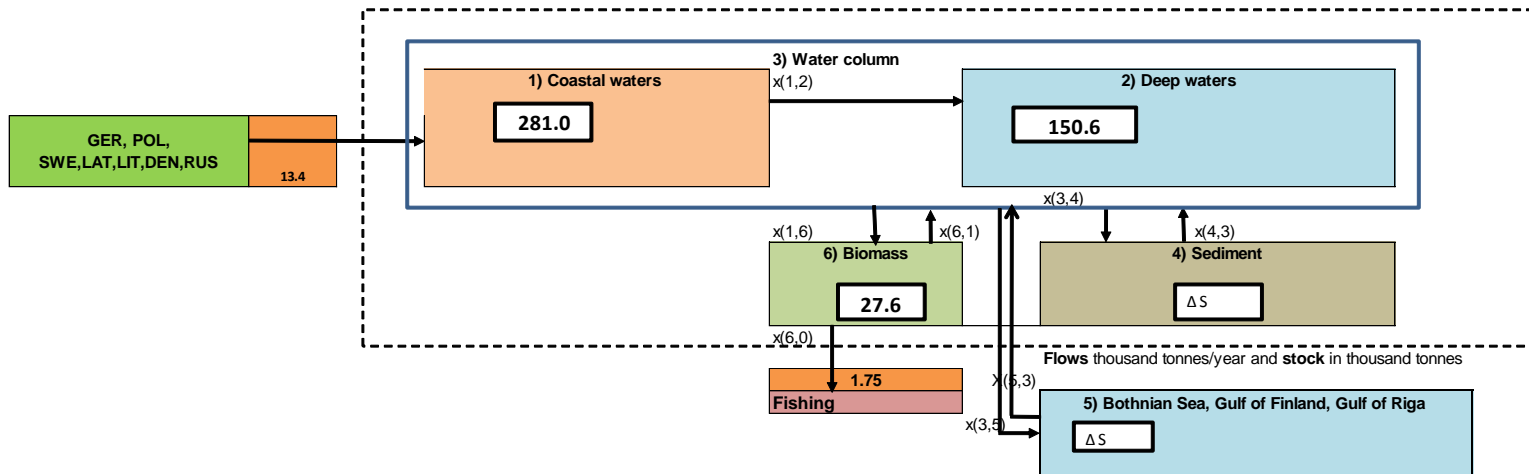 3) Water column
1) Coastal waters
x(1,2)
2) Deep waters
281.0
150.6
GER, POL,
SWE,LAT,LIT,DEN,RUS
13.4
x(3,4)
x(1,6)
x(6,1)
x(4,3)
6) Biomass
4) Sediment
27.6
Δ S
x(6,0)
Flows thousand tonnes/year and stock in thousand tonnes
1.75
X(5,3)
Fishing
5) Bothnian Sea, Gulf of Finland, Gulf of Riga
x(3,5)
Δ S